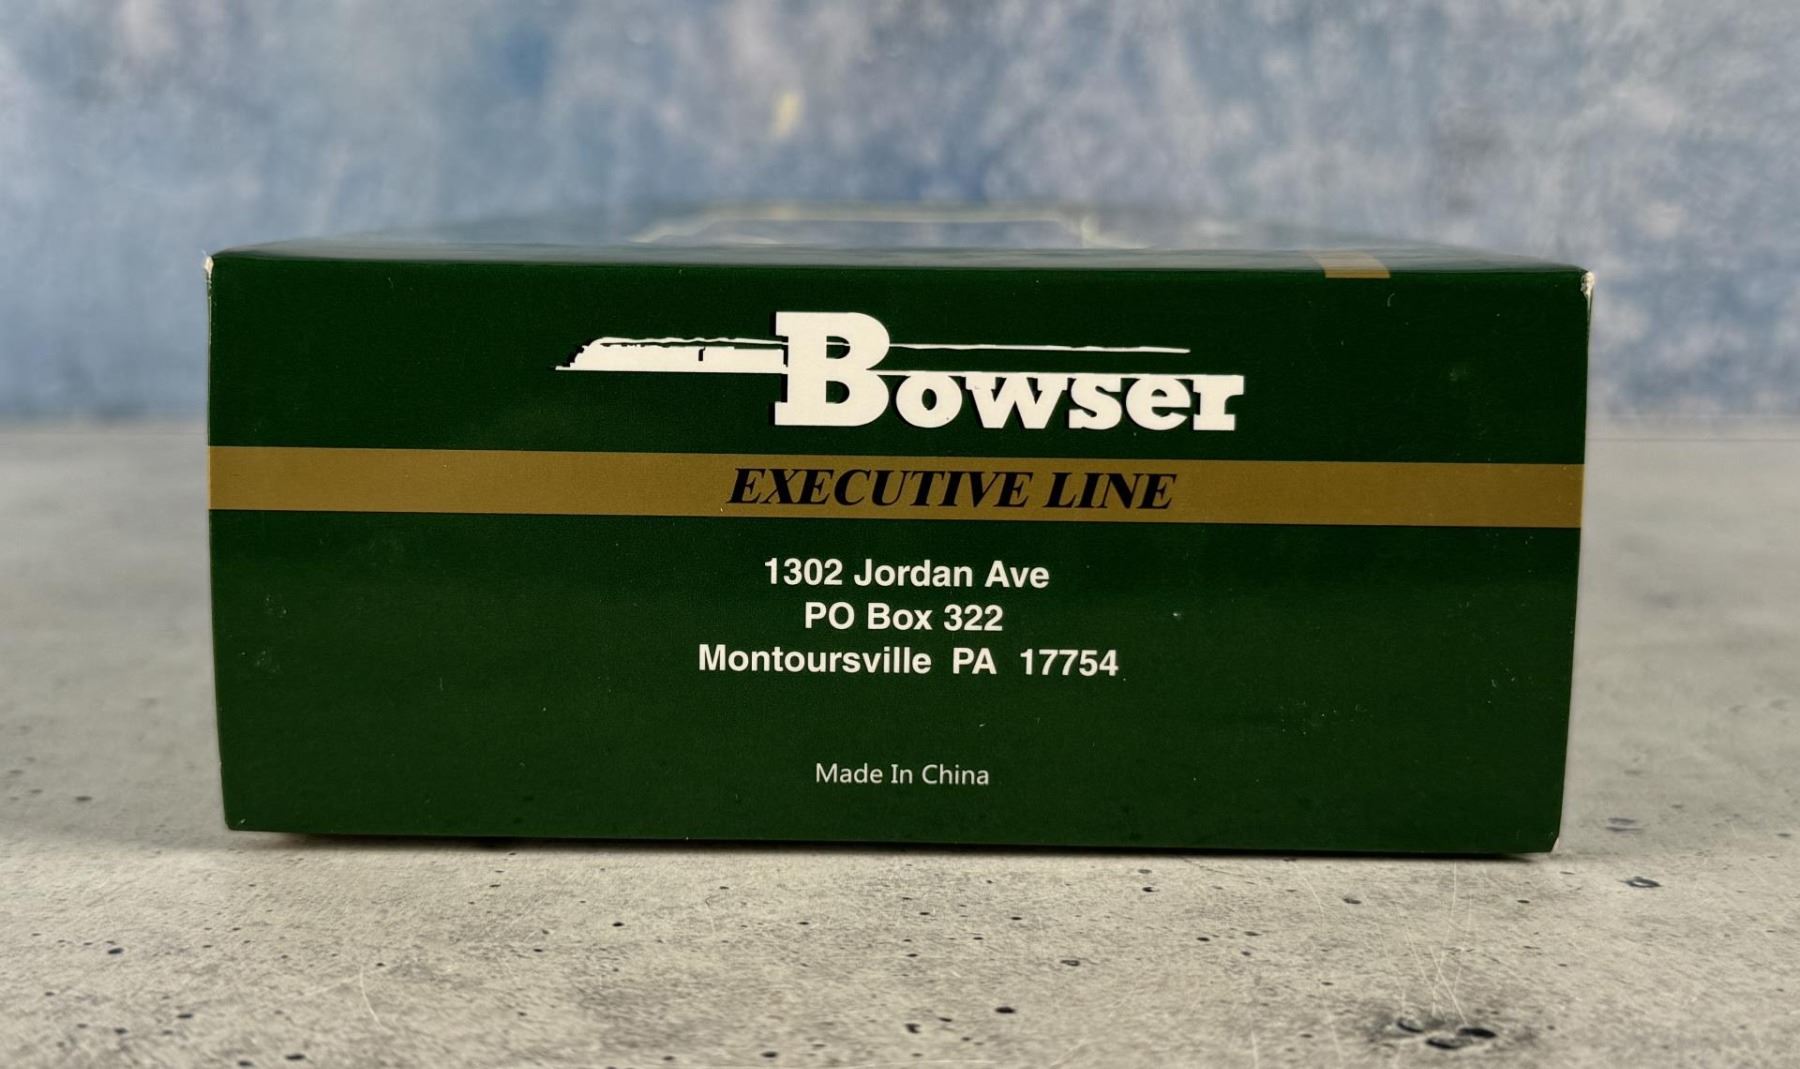 Bowser
EXECUTIVE LINE
1302 Jordan Ave
PO Box 322
Montoursville PA 17754
Made In China